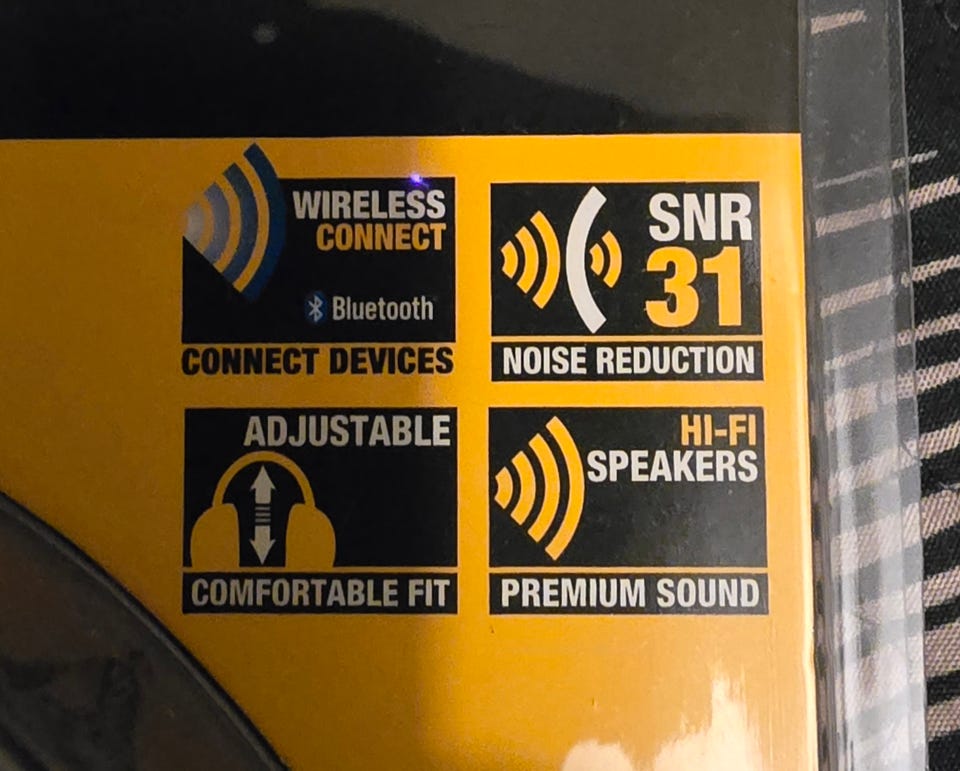 WIRELESS
CONNECT
Bluetooth
CONNECT DEVICES
SNR
31
NOISE REDUCTION
ADJUSTABLE
COMFORTABLE FIT
HI-FI
SPEAKERS
PREMIUM SOUND